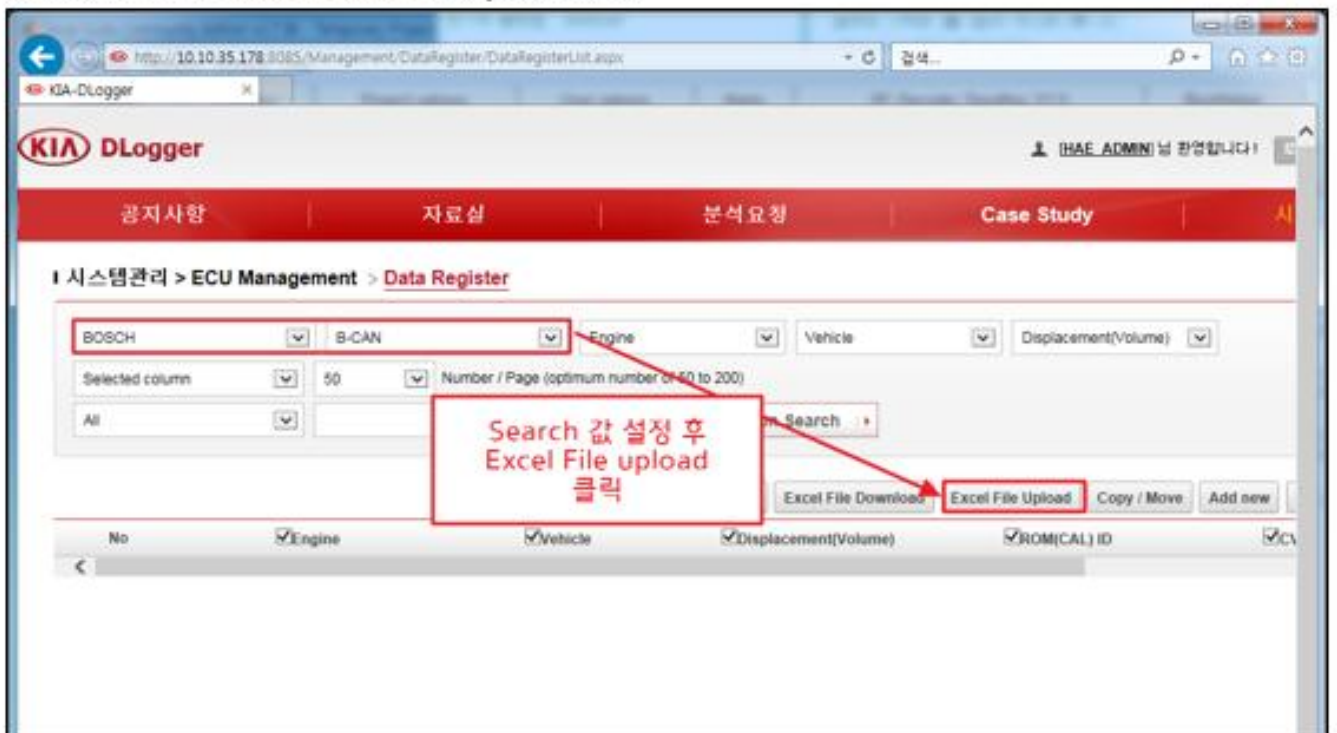 http://10.10.35.178:8085/Management/DataRegister/DataRegisterList.aspx
검색...
KIA-DLogger
KIA DLogger
[HAE_ADMIN]님 환영합니다!
공지사항 자료실 분석요청 Case Study 시
시스템관리 > ECU Management > Data Register
BOSCH B-CAN Engine Vehicle Displacement(Volume)
Selected column 50 Number / Page (optimum number of 50 to 200)
All Search
Search 값 설정 후
Excel File upload
클릭
Excel File Download Excel File Upload Copy / Move Add new
No Engine Vehicle Displacement(Volume) ROM(CAL) ID CV